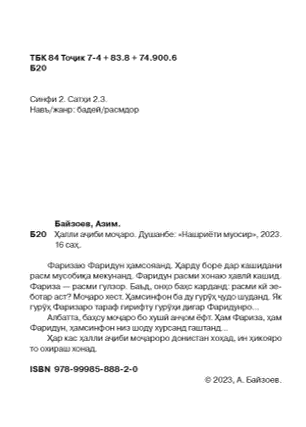 ТБК 84 Тоҷик 7-4 + 83.8 + 74.900.6
Б20
Синфи 2. Сатҳи 2.3.
Навъ/жанр: бадеӣ/расмдор
Байзоев, Азим.
Б20 Ҳалли аҷиби моҷаро. Душанбе: «Нашриёти муосир», 2023.
16 саҳ.
Фаризаю Фаридун ҳамсояанд. Ҳарду боре дар кашидани
расм мусобиқа мекунанд. Фаридун расми хонаю ҳавлӣ кашид.
Фариза — расми гулзор. Баъд, онҳо баҳс карданд: расми кӣ зе-
ботар аст? Моҷаро хест. Ҳамсинфон ба ду гурӯҳ ҷудо шуданд. Як
гурӯҳ Фаризаро тараф гирифту гурӯҳи дигар Фаридунро...
Албатта, баҳсу моҷаро бо хушӣ анҷом ёфт. Ҳам Фариза, ҳам
Фаридун, ҳамсинфон низ шоду хурсанд гаштанд...
Ҳар кас ҳалли аҷиби моҷароро донистан хоҳад, ин ҳикояро
то охираш хонад.
ISBN 978-99985-888-2-0
© 2023, А. Байзоев.